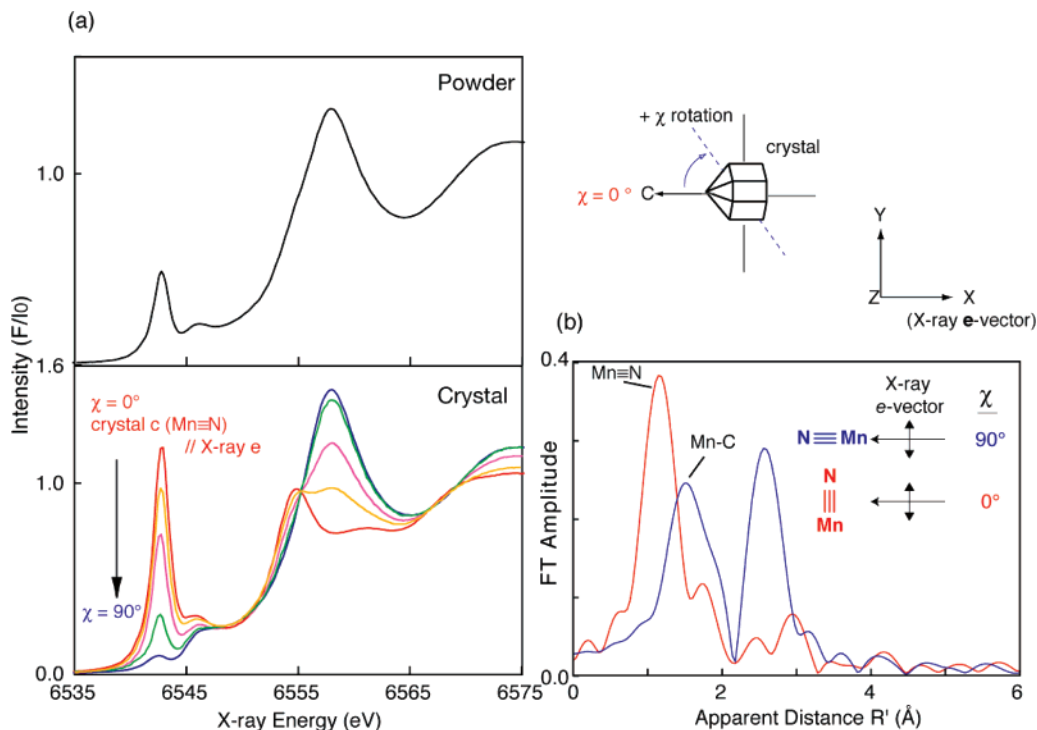 (a)
Powder
1.0
1.6
Crystal
χ = 0°
crystal c (Mn≡N)
// X-ray e
1.0
χ = 90°
0.0
6535
6545
6555
6565
6575
Intensity (F/I0)
X-ray Energy (eV)
+ χ rotation
crystal
χ = 0 °
C
Y
Z
X
(X-ray e-vector)
(b)
0.4
Mn≡N
Mn-C
X-ray
e-vector
χ
N≡Mn
90°
N
|||
Mn
0°
FT Amplitude
0
0
2
4
6
Apparent Distance R' (Å)